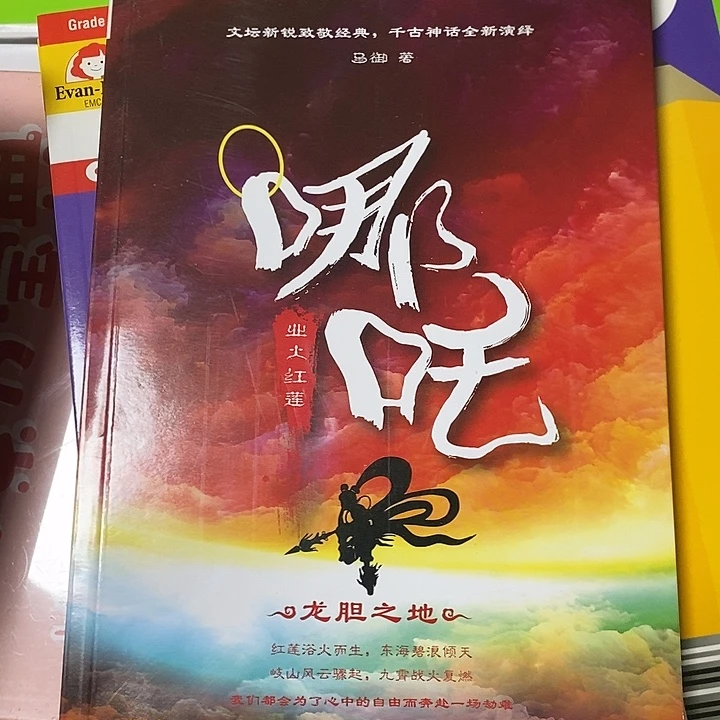 文坛新锐致敬经典，千古神话全新演绎
易御 著
哪吒
业火红莲
龙胆之地
红莲浴火而生，东海碧浪倾天
岐山风云骤起，九霄战火复燃
我们都会为了心中的自由而奔赴一场劫难
Grade
Evan-
EMC